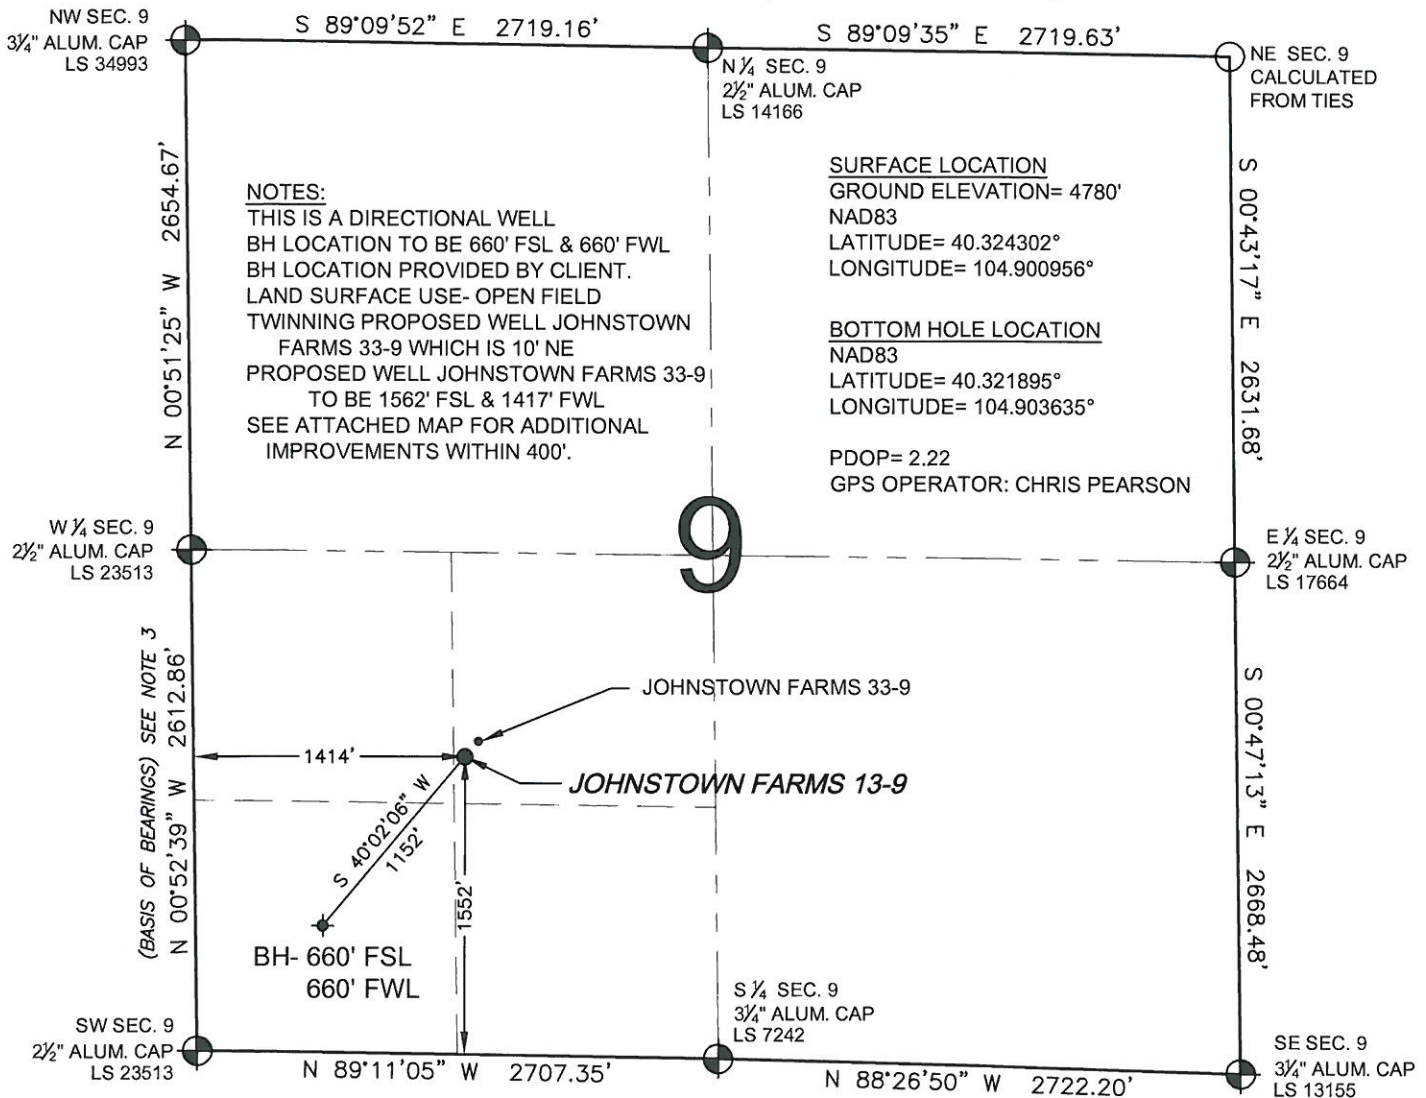 NW SEC. 9
3¼" ALUM. CAP
LS 34993
S 89°09'52" E 2719.16'
N ¼ SEC. 9
2½" ALUM. CAP
LS 14166
S 89°09'35" E 2719.63'
NE SEC. 9
CALCULATED
FROM TIES
N 00°51'25" W 2654.67'
NOTES:
THIS IS A DIRECTIONAL WELL
BH LOCATION TO BE 660' FSL & 660' FWL
BH LOCATION PROVIDED BY CLIENT.
LAND SURFACE USE- OPEN FIELD
TWINNING PROPOSED WELL JOHNSTOWN
FARMS 33-9 WHICH IS 10' NE
PROPOSED WELL JOHNSTOWN FARMS 33-9
TO BE 1562' FSL & 1417' FWL
SEE ATTACHED MAP FOR ADDITIONAL
IMPROVEMENTS WITHIN 400'.
SURFACE LOCATION
GROUND ELEVATION= 4780'
NAD83
LATITUDE= 40.324302°
LONGITUDE= 104.900956°
BOTTOM HOLE LOCATION
NAD83
LATITUDE= 40.321895°
LONGITUDE= 104.903635°
PDOP= 2.22
GPS OPERATOR: CHRIS PEARSON
S 00°43'17" E 2631.68'
W ¼ SEC. 9
2½" ALUM. CAP
LS 23513
9
E ¼ SEC. 9
2½" ALUM. CAP
LS 17664
(BASIS OF BEARINGS) SEE NOTE 3
N 00°52'39" W 2612.86'
JOHNSTOWN FARMS 33-9
1414'
JOHNSTOWN FARMS 13-9
S 40°02'06" W
1152'
1552'
BH- 660' FSL
660' FWL
S 00°47'13" E 2668.48'
SW SEC. 9
2½" ALUM. CAP
LS 23513
N 89°11'05" W 2707.35'
S ¼ SEC. 9
3¼" ALUM. CAP
LS 7242
N 88°26'50" W 2722.20'
SE SEC. 9
3¼" ALUM. CAP
LS 13155